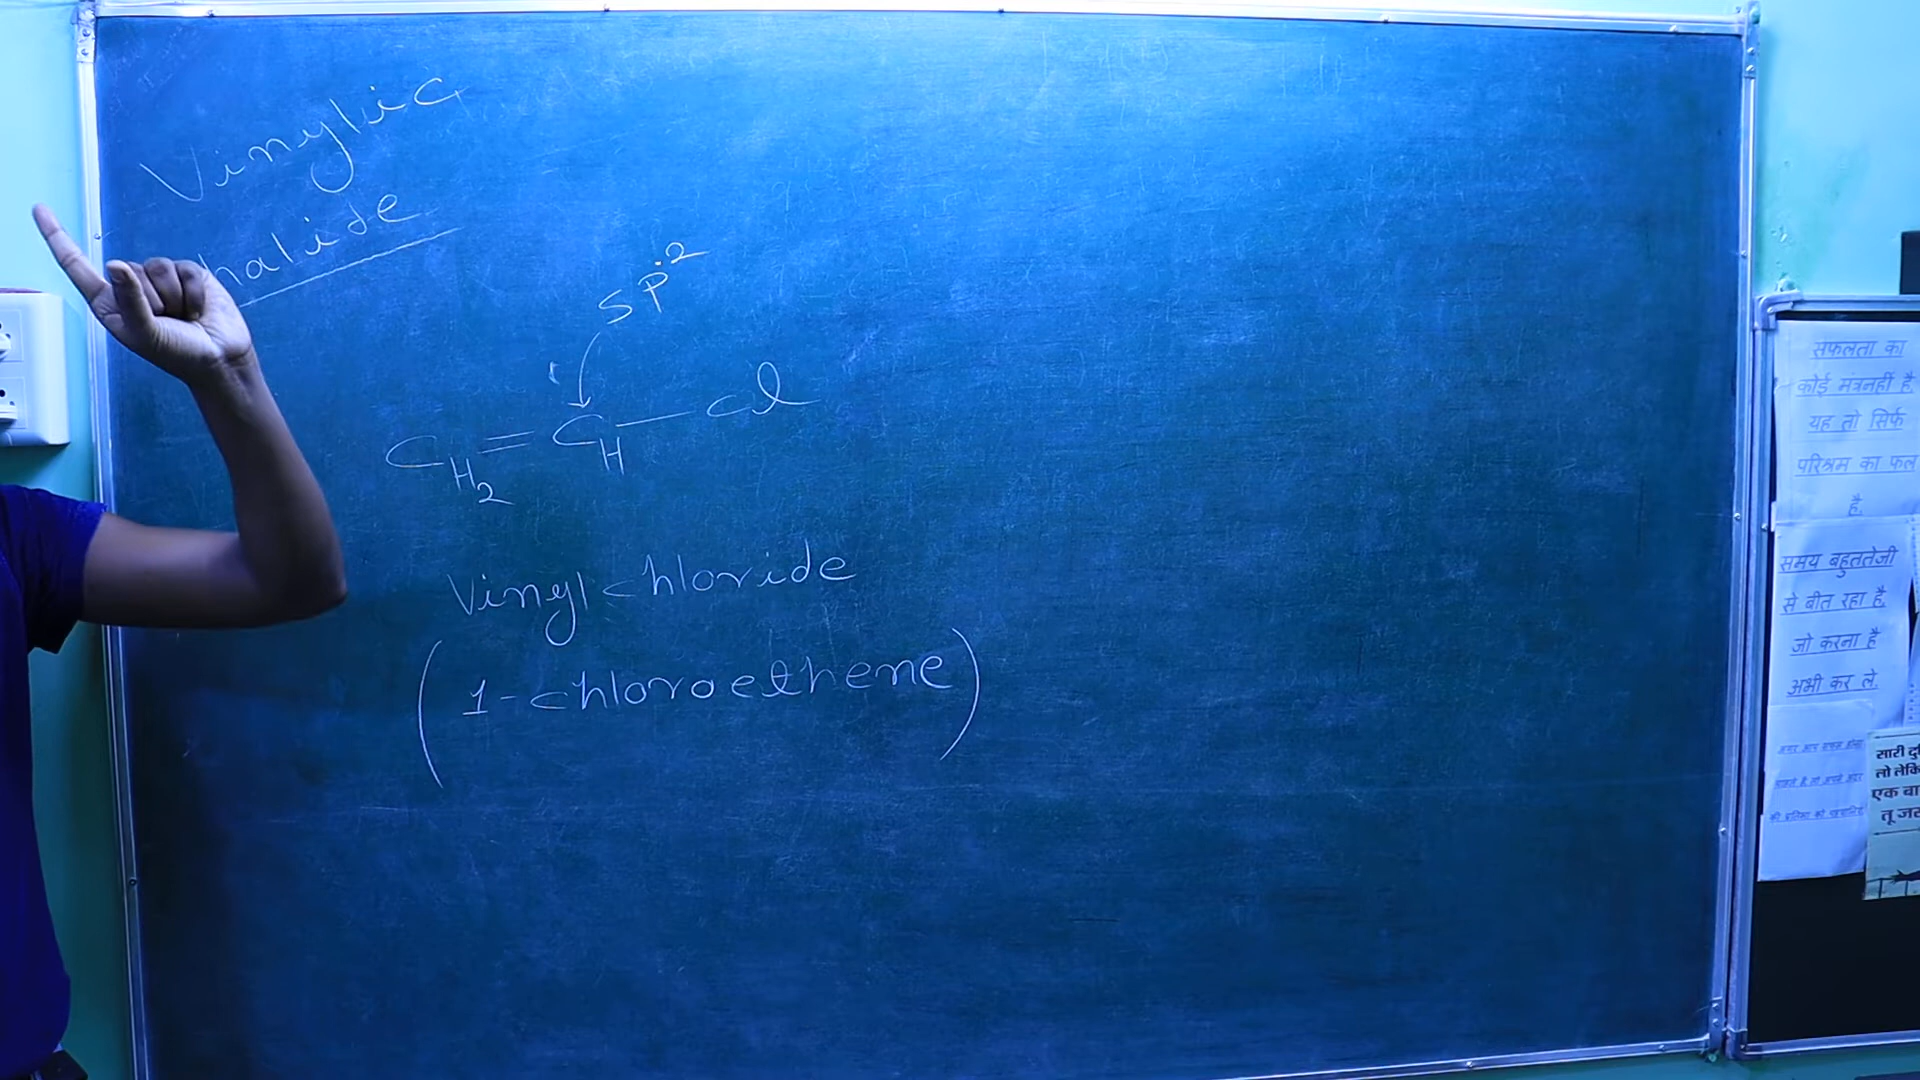 Vinylic
halide
sp²
CH₂=CH—Cl
Vinyl chloride
(1-chloroethene)
सफलता का
कोई मंत्र नहीं है
यह तो सिर्फ
परिश्रम का फल
है.
समय बहुत तेजी
से बीत रहा है,
जो करना है
अभी कर ले.
सारी
लो
एक
तू